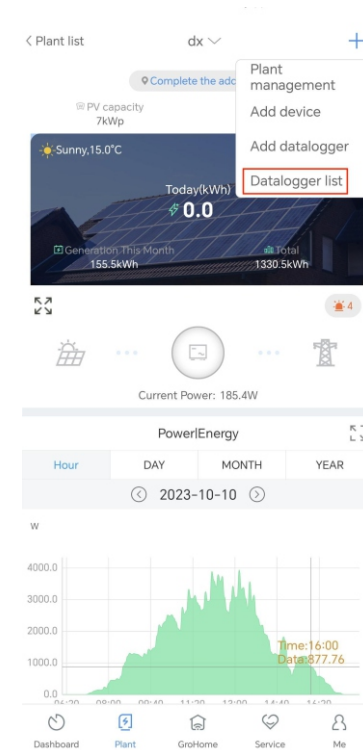 Plant list
dx
+
Complete the add
Plant
management
Add device
Add datalogger
Datalogger list
PV capacity
7kWp
Sunny,15.0°C
Today(kWh)
0.0
Generation This Month
155.5kWh
Total
1330.5kWh
4
Current Power: 185.4W
Power|Energy
Hour
DAY
MONTH
YEAR
2023-10-10
W
4000.0
3000.0
2000.0
1000.0
0.0
Time:16:00
Data:877.76
Dashboard
Plant
GroHome
Service
Me